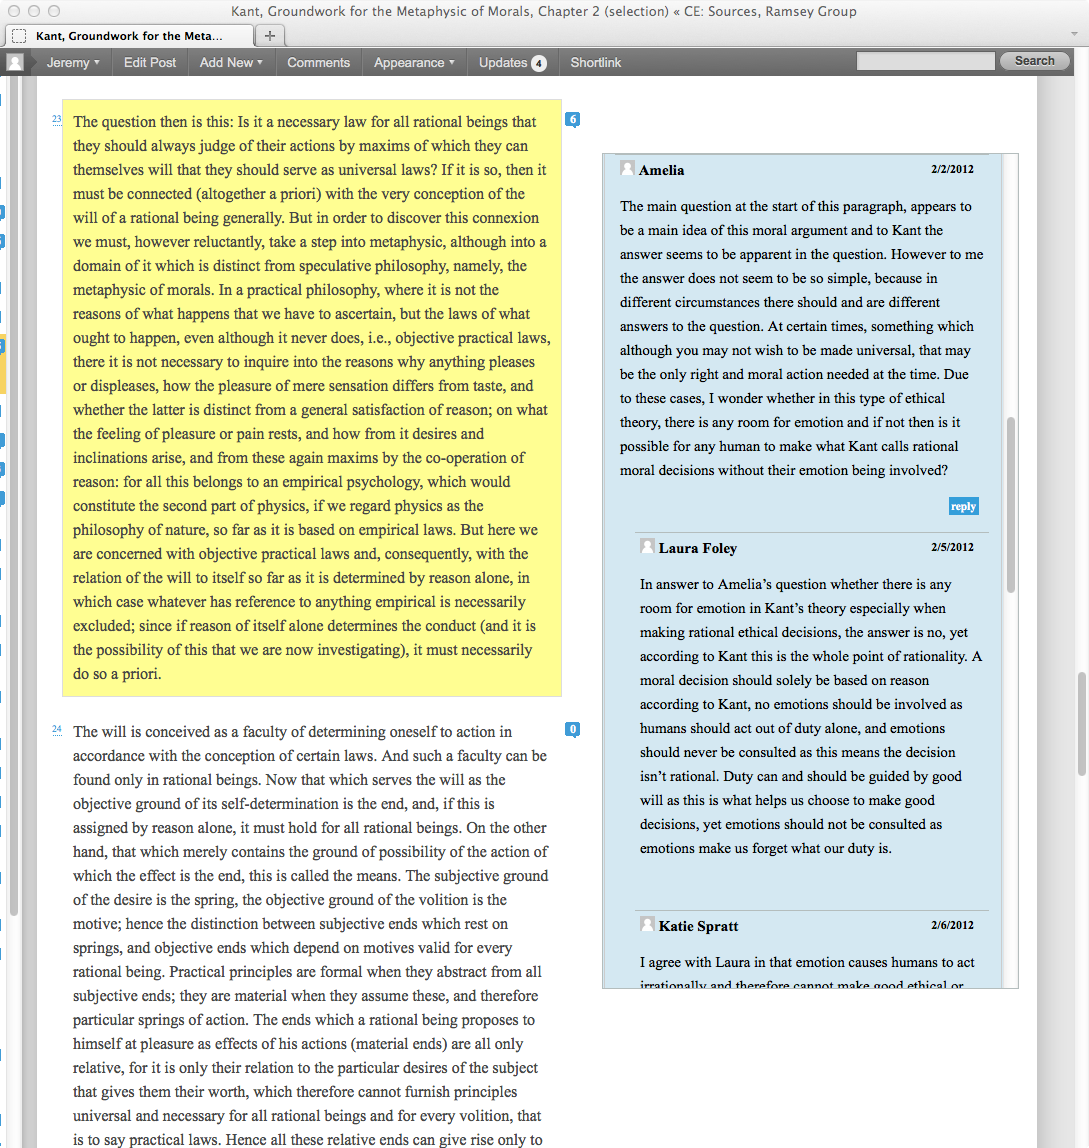 Kant, Groundwork for the Metaphysic of Morals, Chapter 2 (selection) « CE: Sources, Ramsey Group
Kant, Groundwork for the Meta...
Jeremy Edit Post Add New Comments Appearance Updates 4 Shortlink Search
23
The question then is this: Is it a necessary law for all rational beings that
they should always judge of their actions by maxims of which they can
themselves will that they should serve as universal laws? If it is so, then it
must be connected (altogether a priori) with the very conception of the
will of a rational being generally. But in order to discover this connexion
we must, however reluctantly, take a step into metaphysic, although into a
domain of it which is distinct from speculative philosophy, namely, the
metaphysic of morals. In a practical philosophy, where it is not the
reasons of what happens that we have to ascertain, but the laws of what
ought to happen, even although it never does, i.e., objective practical laws,
there it is not necessary to inquire into the reasons why anything pleases
or displeases, how the pleasure of mere sensation differs from taste, and
whether the latter is distinct from a general satisfaction of reason; on what
the feeling of pleasure or pain rests, and how from it desires and
inclinations arise, and from these again maxims by the co-operation of
reason: for all this belongs to an empirical psychology, which would
constitute the second part of physics, if we regard physics as the
philosophy of nature, so far as it is based on empirical laws. But here we
are concerned with objective practical laws and, consequently, with the
relation of the will to itself so far as it is determined by reason alone, in
which case whatever has reference to anything empirical is necessarily
excluded; since if reason of itself alone determines the conduct (and it is
the possibility of this that we are now investigating), it must necessarily
do so a priori.
6
24
The will is conceived as a faculty of determining oneself to action in
accordance with the conception of certain laws. And such a faculty can be
found only in rational beings. Now that which serves the will as the
objective ground of its self-determination is the end, and, if this is
assigned by reason alone, it must hold for all rational beings. On the other
hand, that which merely contains the ground of possibility of the action of
which the effect is the end, this is called the means. The subjective ground
of the desire is the spring, the objective ground of the volition is the
motive; hence the distinction between subjective ends which rest on
springs, and objective ends which depend on motives valid for every
rational being. Practical principles are formal when they abstract from all
subjective ends; they are material when they assume these, and therefore
particular springs of action. The ends which a rational being proposes to
himself at pleasure as effects of his actions (material ends) are all only
relative, for it is only their relation to the particular desires of the subject
that gives them their worth, which therefore cannot furnish principles
universal and necessary for all rational beings and for every volition, that
is to say practical laws. Hence all these relative ends can give rise only to
0
Amelia 2/2/2012
The main question at the start of this paragraph, appears to
be a main idea of this moral argument and to Kant the
answer seems to be apparent in the question. However to me
the answer does not seem to be so simple, because in
different circumstances there should and are different
answers to the question. At certain times, something which
although you may not wish to be made universal, that may
be the only right and moral action needed at the time. Due
to these cases, I wonder whether in this type of ethical
theory, there is any room for emotion and if not then is it
possible for any human to make what Kant calls rational
moral decisions without their emotion being involved?
reply
Laura Foley 2/5/2012
In answer to Amelia's question whether there is any
room for emotion in Kant's theory especially when
making rational ethical decisions, the answer is no, yet
according to Kant this is the whole point of rationality. A
moral decision should solely be based on reason
according to Kant, no emotions should be involved as
humans should act out of duty alone, and emotions
should never be consulted as this means the decision
isn't rational. Duty can and should be guided by good
will as this is what helps us choose to make good
decisions, yet emotions should not be consulted as
emotions make us forget what our duty is.
Katie Spratt 2/6/2012
I agree with Laura in that emotion causes humans to act
irrationally and therefore cannot make good ethical or